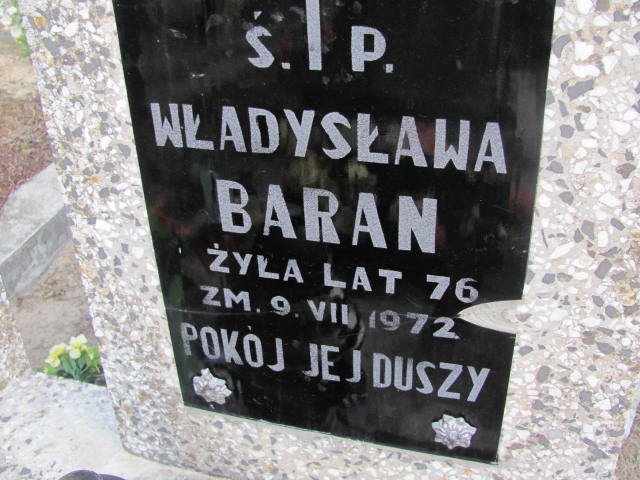 Ś. P.
WŁADYSŁAWA
BARAN
ŻYŁA LAT 76
ZM. 9. VII 1972
POKÓJ JEJ DUSZY